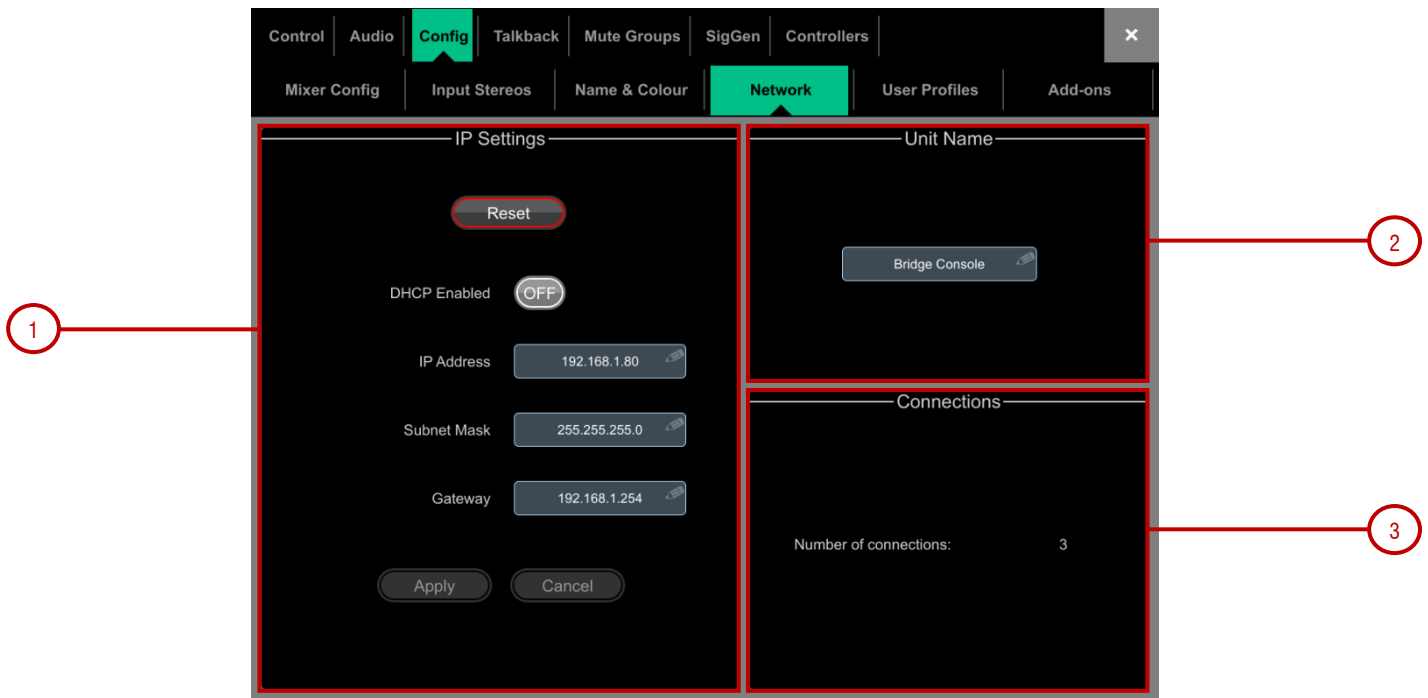 Control Audio Config Talkback Mute Groups SigGen Controllers ×
Mixer Config Input Stereos Name & Colour Network User Profiles Add-ons
IP Settings
Reset
DHCP Enabled OFF
IP Address 192.168.1.80
Subnet Mask 255.255.255.0
Gateway 192.168.1.254
Apply Cancel
1
Unit Name
Bridge Console
2
Connections
Number of connections: 3
3